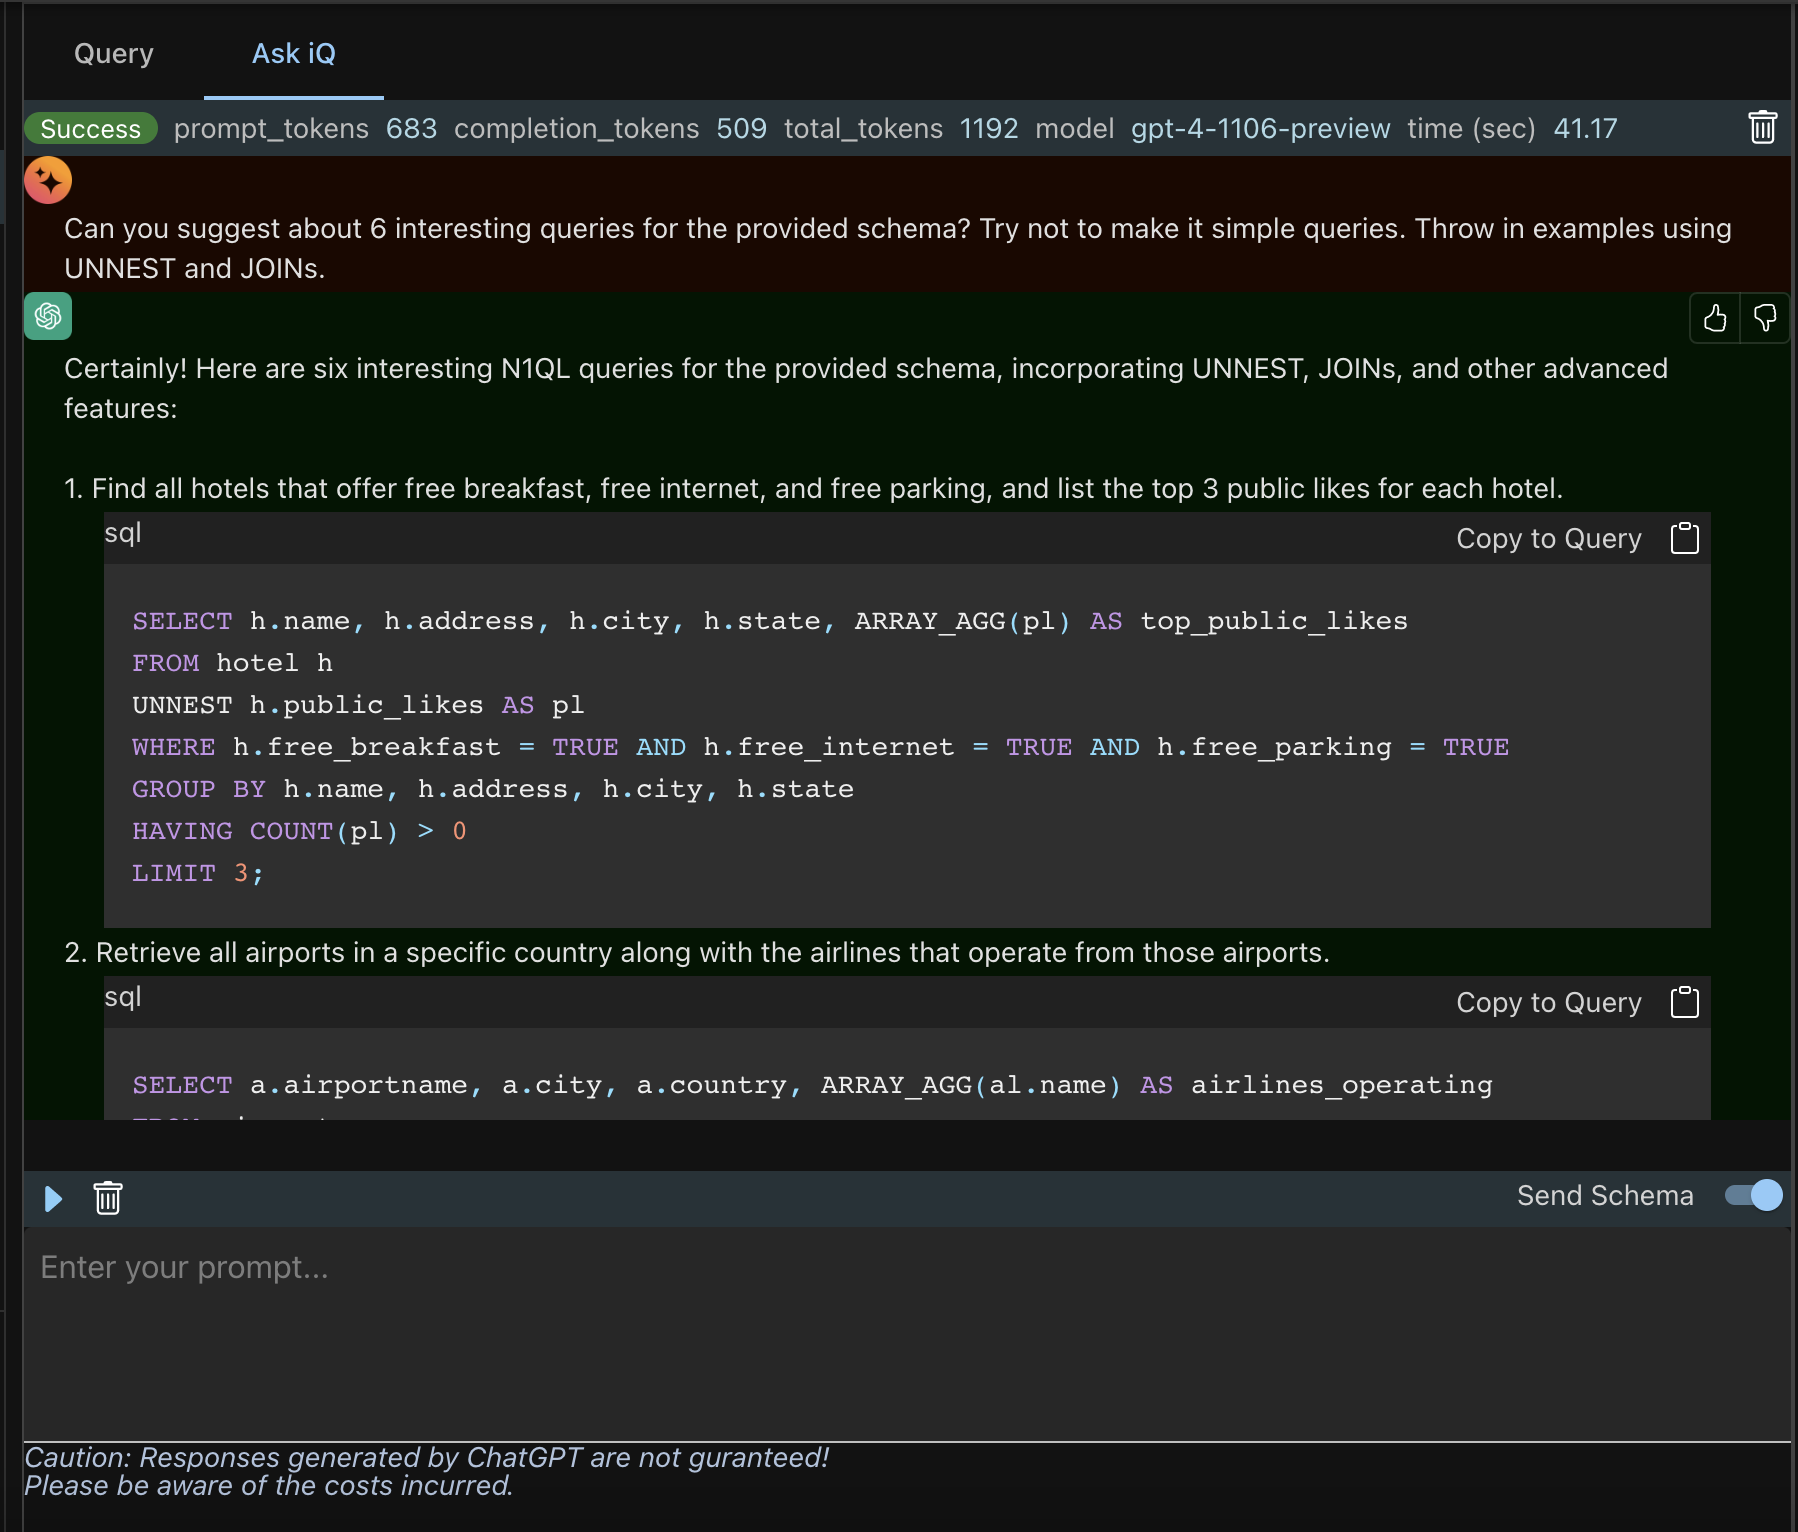 Query Ask iQ
Success prompt_tokens 683 completion_tokens 509 total_tokens 1192 model gpt-4-1106-preview time (sec) 41.17
Can you suggest about 6 interesting queries for the provided schema? Try not to make it simple queries. Throw in examples using
UNNEST and JOINs.
Certainly! Here are six interesting N1QL queries for the provided schema, incorporating UNNEST, JOINs, and other advanced
features:
1. Find all hotels that offer free breakfast, free internet, and free parking, and list the top 3 public likes for each hotel.
sql Copy to Query
SELECT h.name, h.address, h.city, h.state, ARRAY_AGG(pl) AS top_public_likes
FROM hotel h
UNNEST h.public_likes AS pl
WHERE h.free_breakfast = TRUE AND h.free_internet = TRUE AND h.free_parking = TRUE
GROUP BY h.name, h.address, h.city, h.state
HAVING COUNT(pl) > 0
LIMIT 3;
2. Retrieve all airports in a specific country along with the airlines that operate from those airports.
sql Copy to Query
SELECT a.airportname, a.city, a.country, ARRAY_AGG(al.name) AS airlines_operating
Send Schema
Enter your prompt...
Caution: Responses generated by ChatGPT are not guranteed!
Please be aware of the costs incurred.